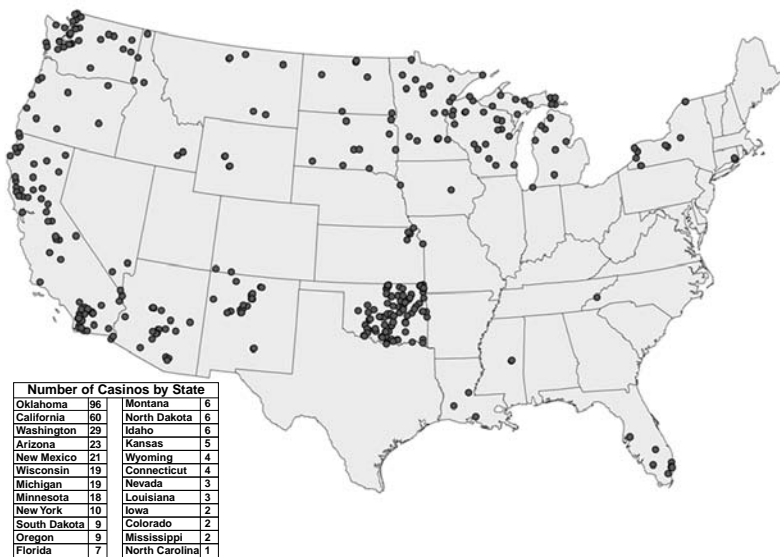 Number of Casinos by State
Oklahoma 96 Montana 6
California 60 North Dakota 6
Washington 29 Idaho 6
Arizona 23 Kansas 5
New Mexico 21 Wyoming 4
Wisconsin 19 Connecticut 4
Michigan 19 Nevada 3
Minnesota 18 Louisiana 3
New York 10 Iowa 2
South Dakota 9 Colorado 2
Oregon 9 Mississippi 2
Florida 7 North Carolina 1